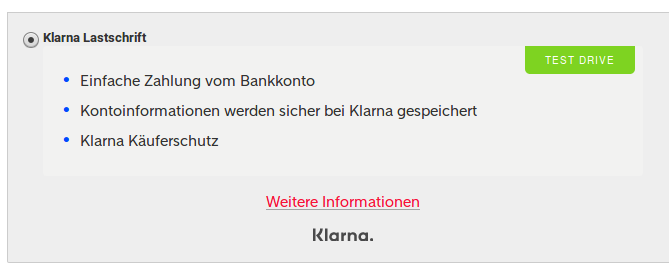 Klarna Lastschrift
TEST DRIVE
Einfache Zahlung vom Bankkonto
Kontoinformationen werden sicher bei Klarna gespeichert
Klarna Käuferschutz
Weitere Informationen
Klarna.